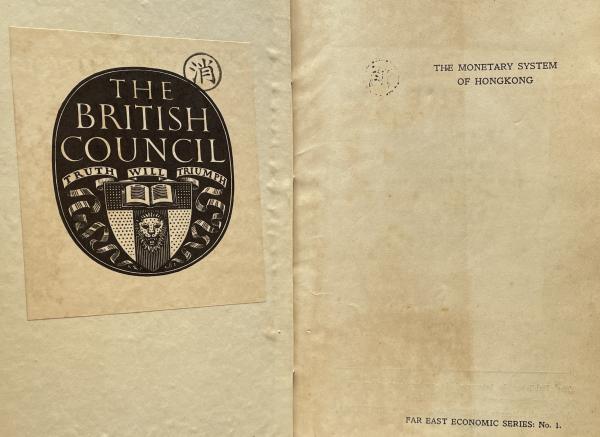 消
THE
BRITISH
COUNCIL
TRUTH WILL TRIUMPH
THE MONETARY SYSTEM
OF HONGKONG
FAR EAST ECONOMIC SERIES: No. 1.